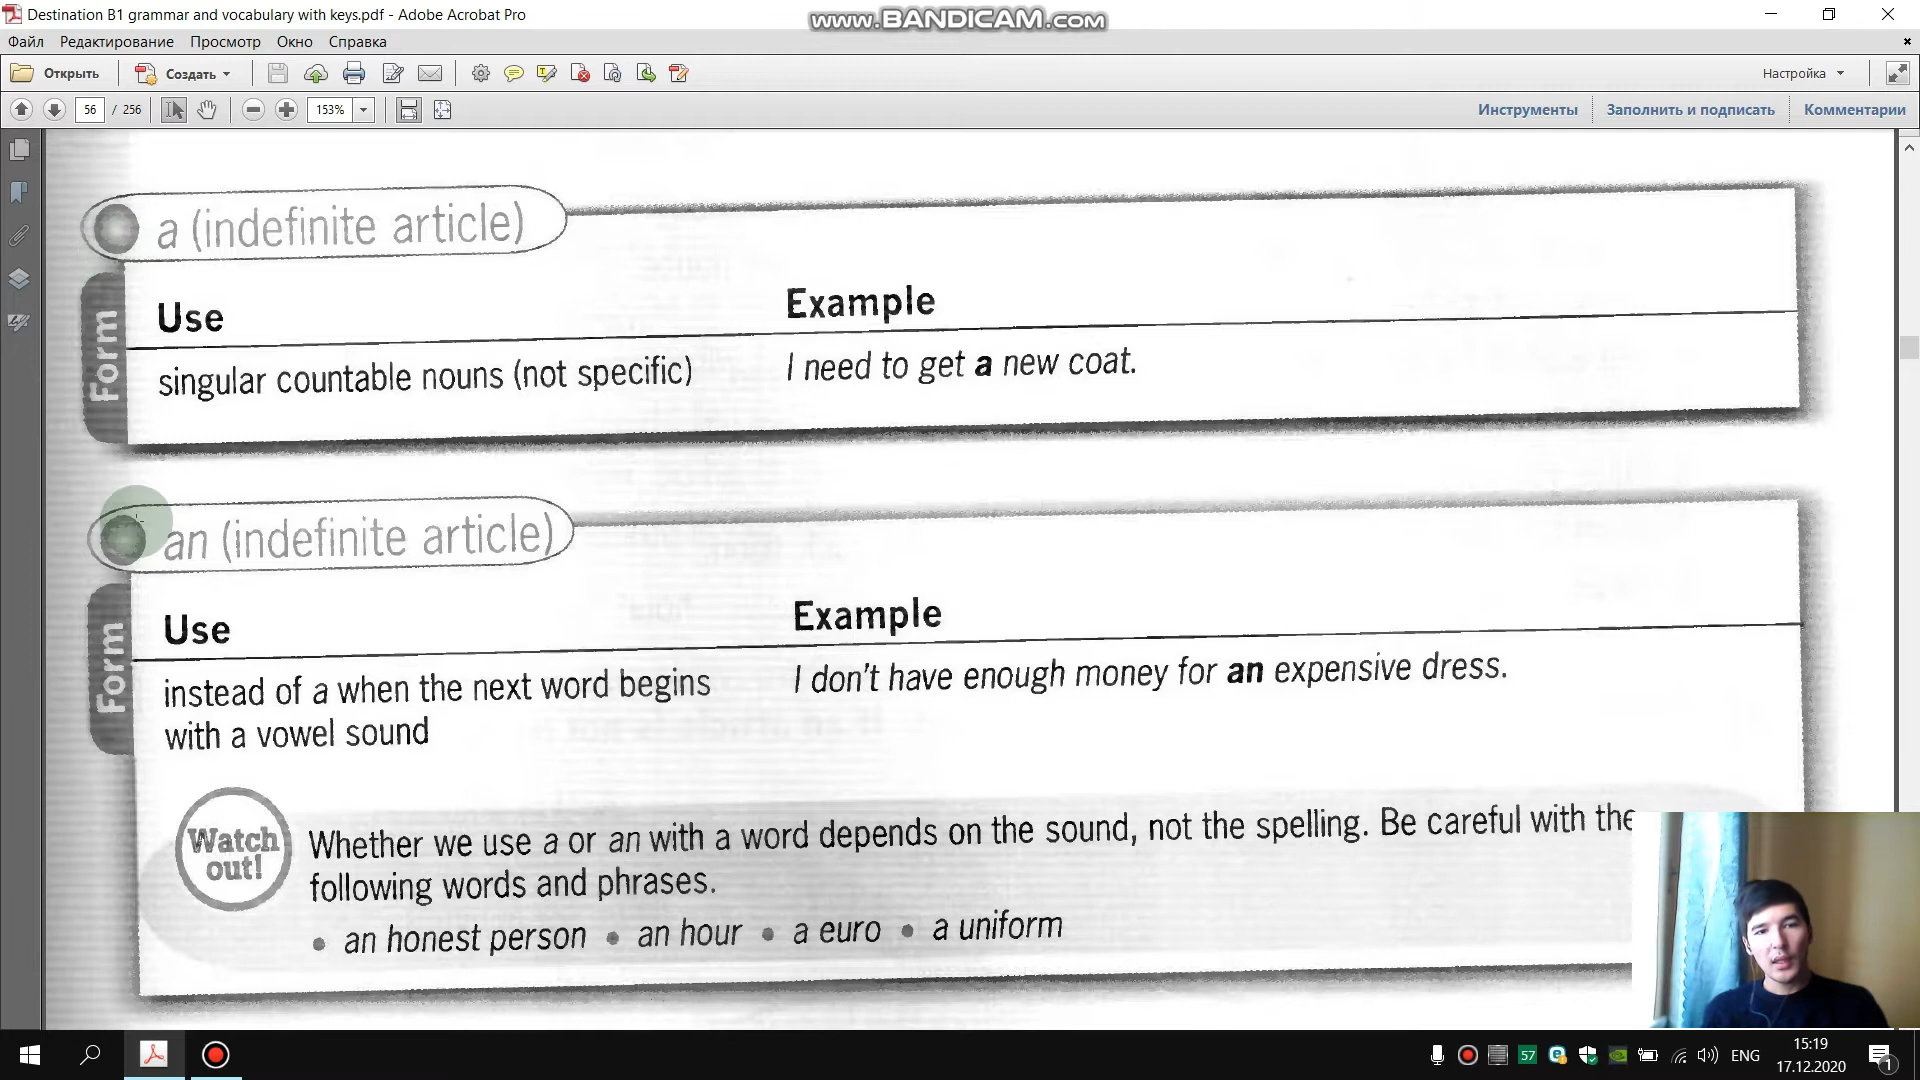 Destination B1 grammar and vocabulary with keys.pdf - Adobe Acrobat Pro
www.BANDICAM.com
Файл Редактирование Просмотр Окно Справка
Открыть Создать Настройка
56 / 256 153% Инструменты Заполнить и подписать Комментарии
a (indefinite article)
Form
Use Example
singular countable nouns (not specific) I need to get a new coat.
an (indefinite article)
Form
Use Example
instead of a when the next word begins I don't have enough money for an expensive dress.
with a vowel sound
Watch
out!
Whether we use a or an with a word depends on the sound, not the spelling. Be careful with the
following words and phrases.
• an honest person • an hour • a euro • a uniform
57 ENG 15:19
17.12.2020
1